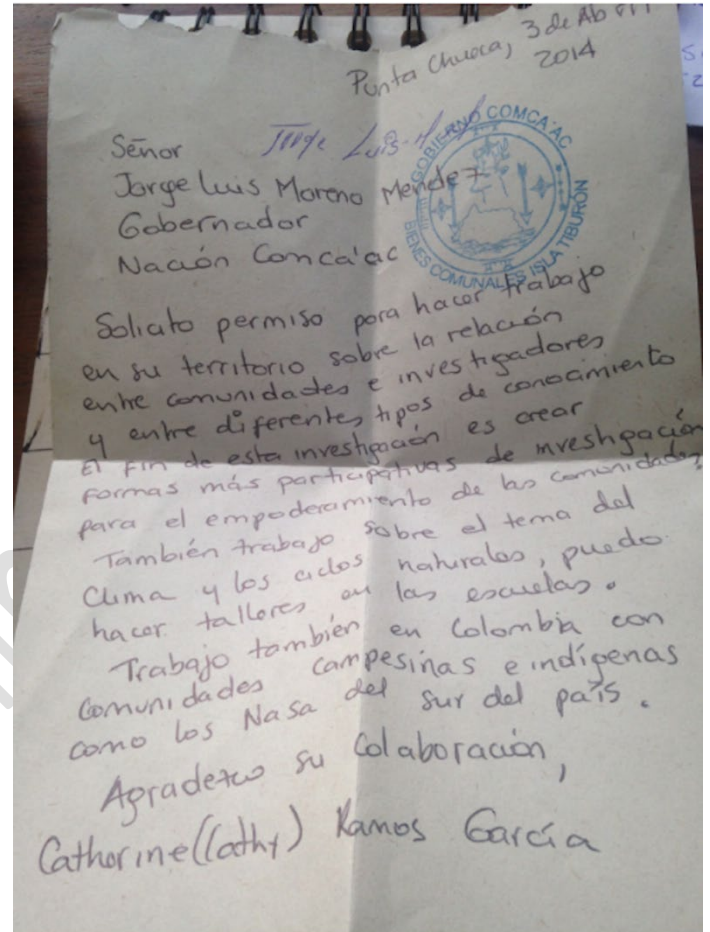 Punta Chueca, 3 de Abril
2014
Señor
Jorge Luis
GOBIERNO COMCA'AC
BIENES COMUNALES ISLA TIBURÓN
Jorge Luis Moreno Mendez
Gobernador
Nación Comca'ac
Solicito permiso para hacer trabajo
en su territorio sobre la relación
entre comunidades e investigadores
y entre diferentes tipos de conocimiento
El fin de esta investigación es crear
formas más participativas de investigación
para el empoderamiento de las comunidades.
También trabajo sobre el tema del
Clima y los ciclos naturales, puedo
hacer talleres en las escuelas.
Trabajo también en Colombia con
comunidades campesinas e indígenas
como los Nasa del sur del país.
Agradezco su colaboración,
Catherine (Cathy) Ramos García